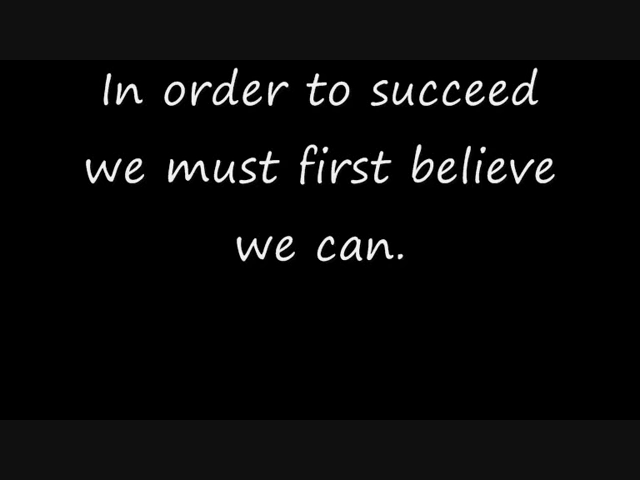 In order to succeed
we must first believe
we can.